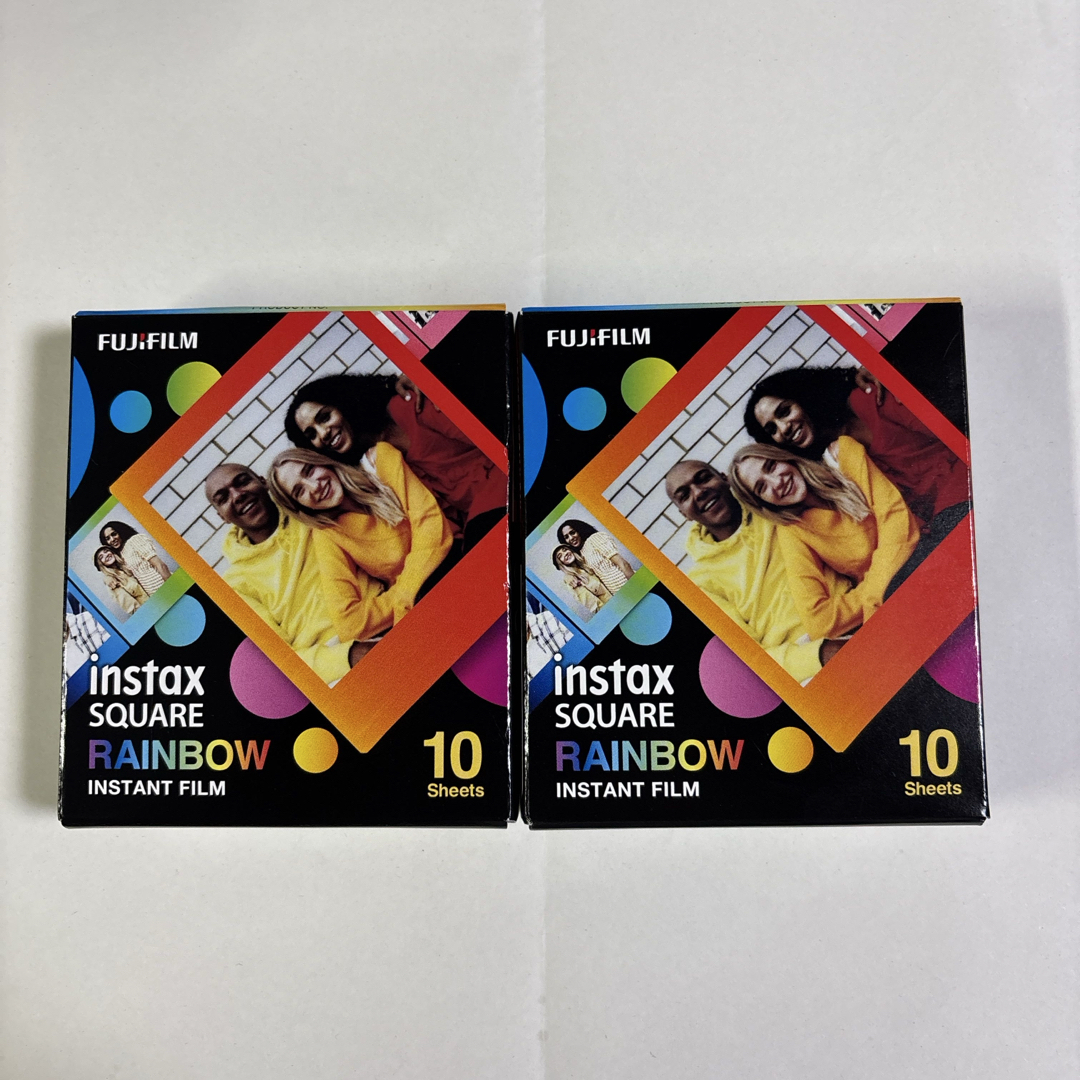 FUJIFILM
instax
SQUARE
RAINBOW
INSTANT FILM
10
Sheets
FUJIFILM
instax
SQUARE
RAINBOW
INSTANT FILM
10
Sheets